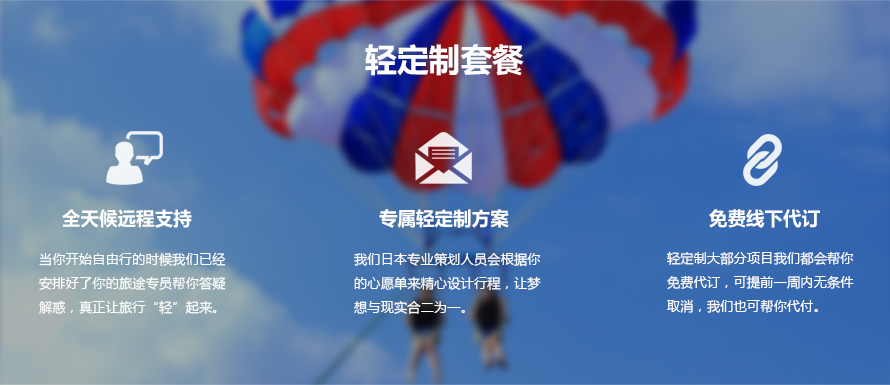 轻定制套餐
全天候远程支持
当你开始自由行的时候我们已经
安排好了你的旅途专员帮你答疑
解惑，真正让旅行“轻”起来。
专属轻定制方案
我们日本专业策划人员会根据你
的心愿单来精心设计行程，让梦
想与现实合二为一。
免费线下代订
轻定制大部分项目我们都会帮你
免费代订，可提前一周内无条件
取消，我们也可帮你代付。